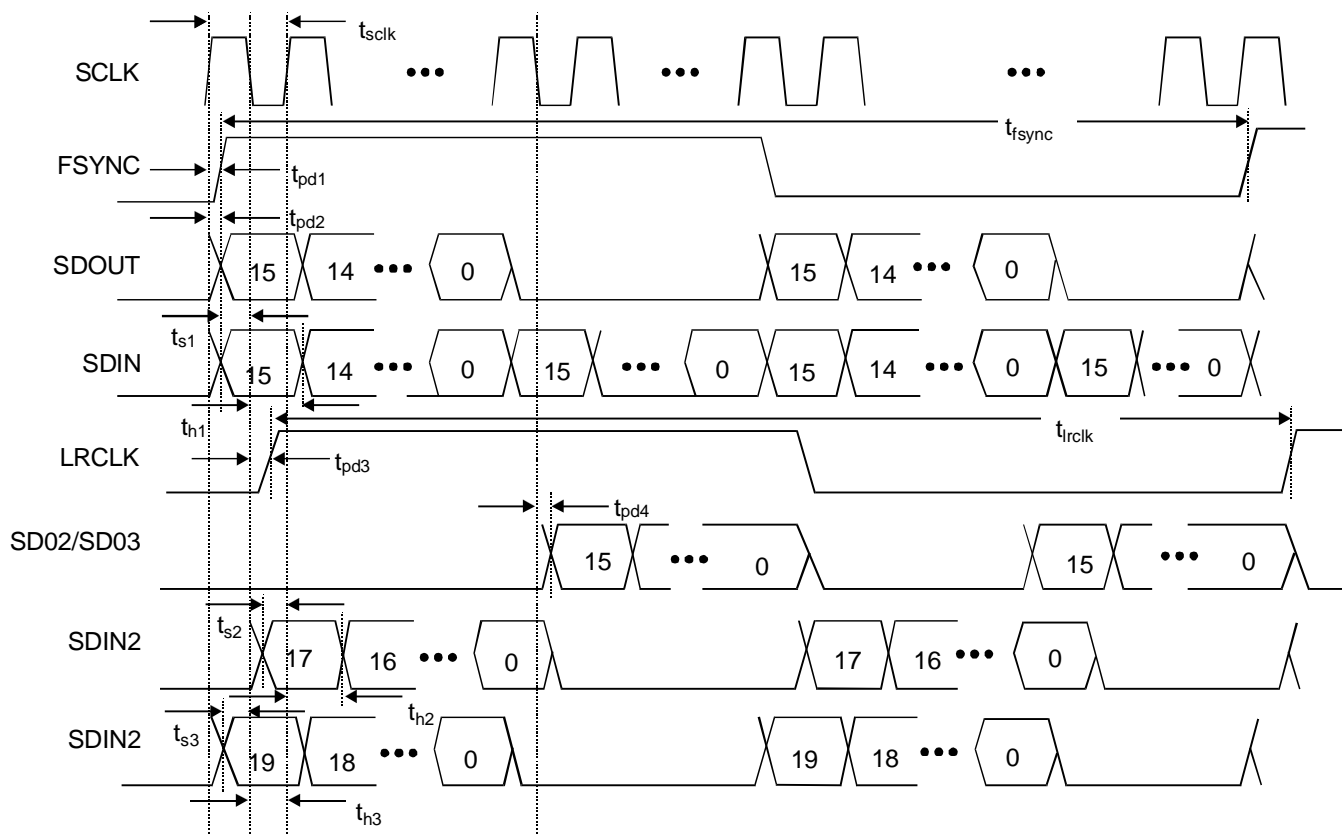 t_sclk
SCLK ••• ••• •••
t_fsync
FSYNC
t_pd1
t_pd2
SDOUT 15 14 ••• 0 15 14 ••• 0
t_s1
SDIN 15 14 ••• 0 15 ••• 0 15 14 ••• 0 15 ••• 0
t_h1
t_lrclk
LRCLK
t_pd3
t_pd4
SD02/SD03 15 ••• 0 15 ••• 0
t_s2
SDIN2 17 16 ••• 0 17 16 ••• 0
t_h2
t_s3
SDIN2 19 18 ••• 0 19 18 ••• 0
t_h3